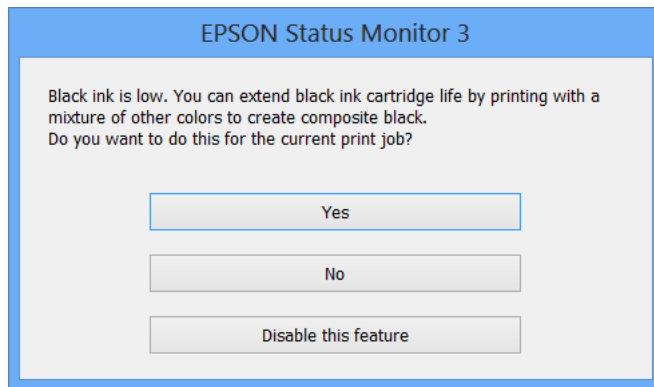 EPSON Status Monitor 3
Black ink is low. You can extend black ink cartridge life by printing with a
mixture of other colors to create composite black.
Do you want to do this for the current print job?
Yes
No
Disable this feature